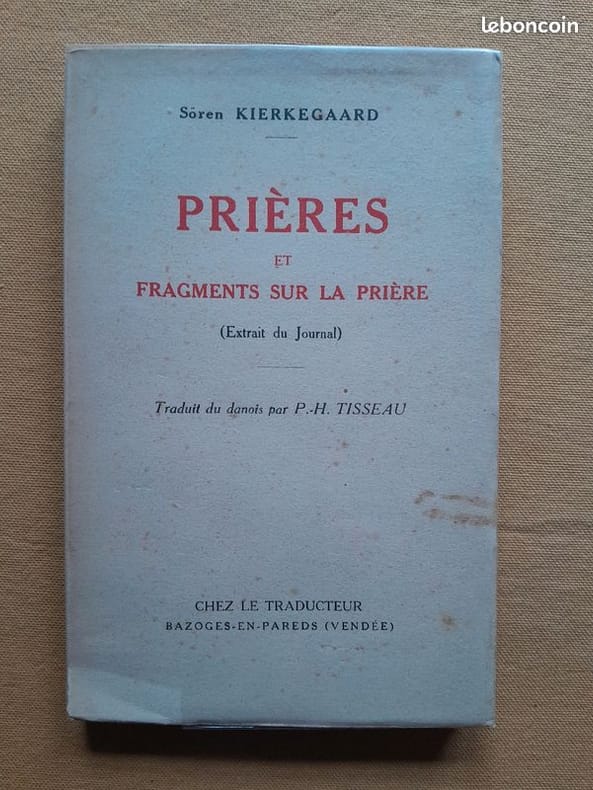 leboncoin
Sören KIERKEGAARD
PRIÈRES
ET
FRAGMENTS SUR LA PRIÈRE
(Extrait du Journal)
Traduit du danois par P.-H. TISSEAU
CHEZ LE TRADUCTEUR
BAZOGES-EN-PAREDS (VENDÉE)